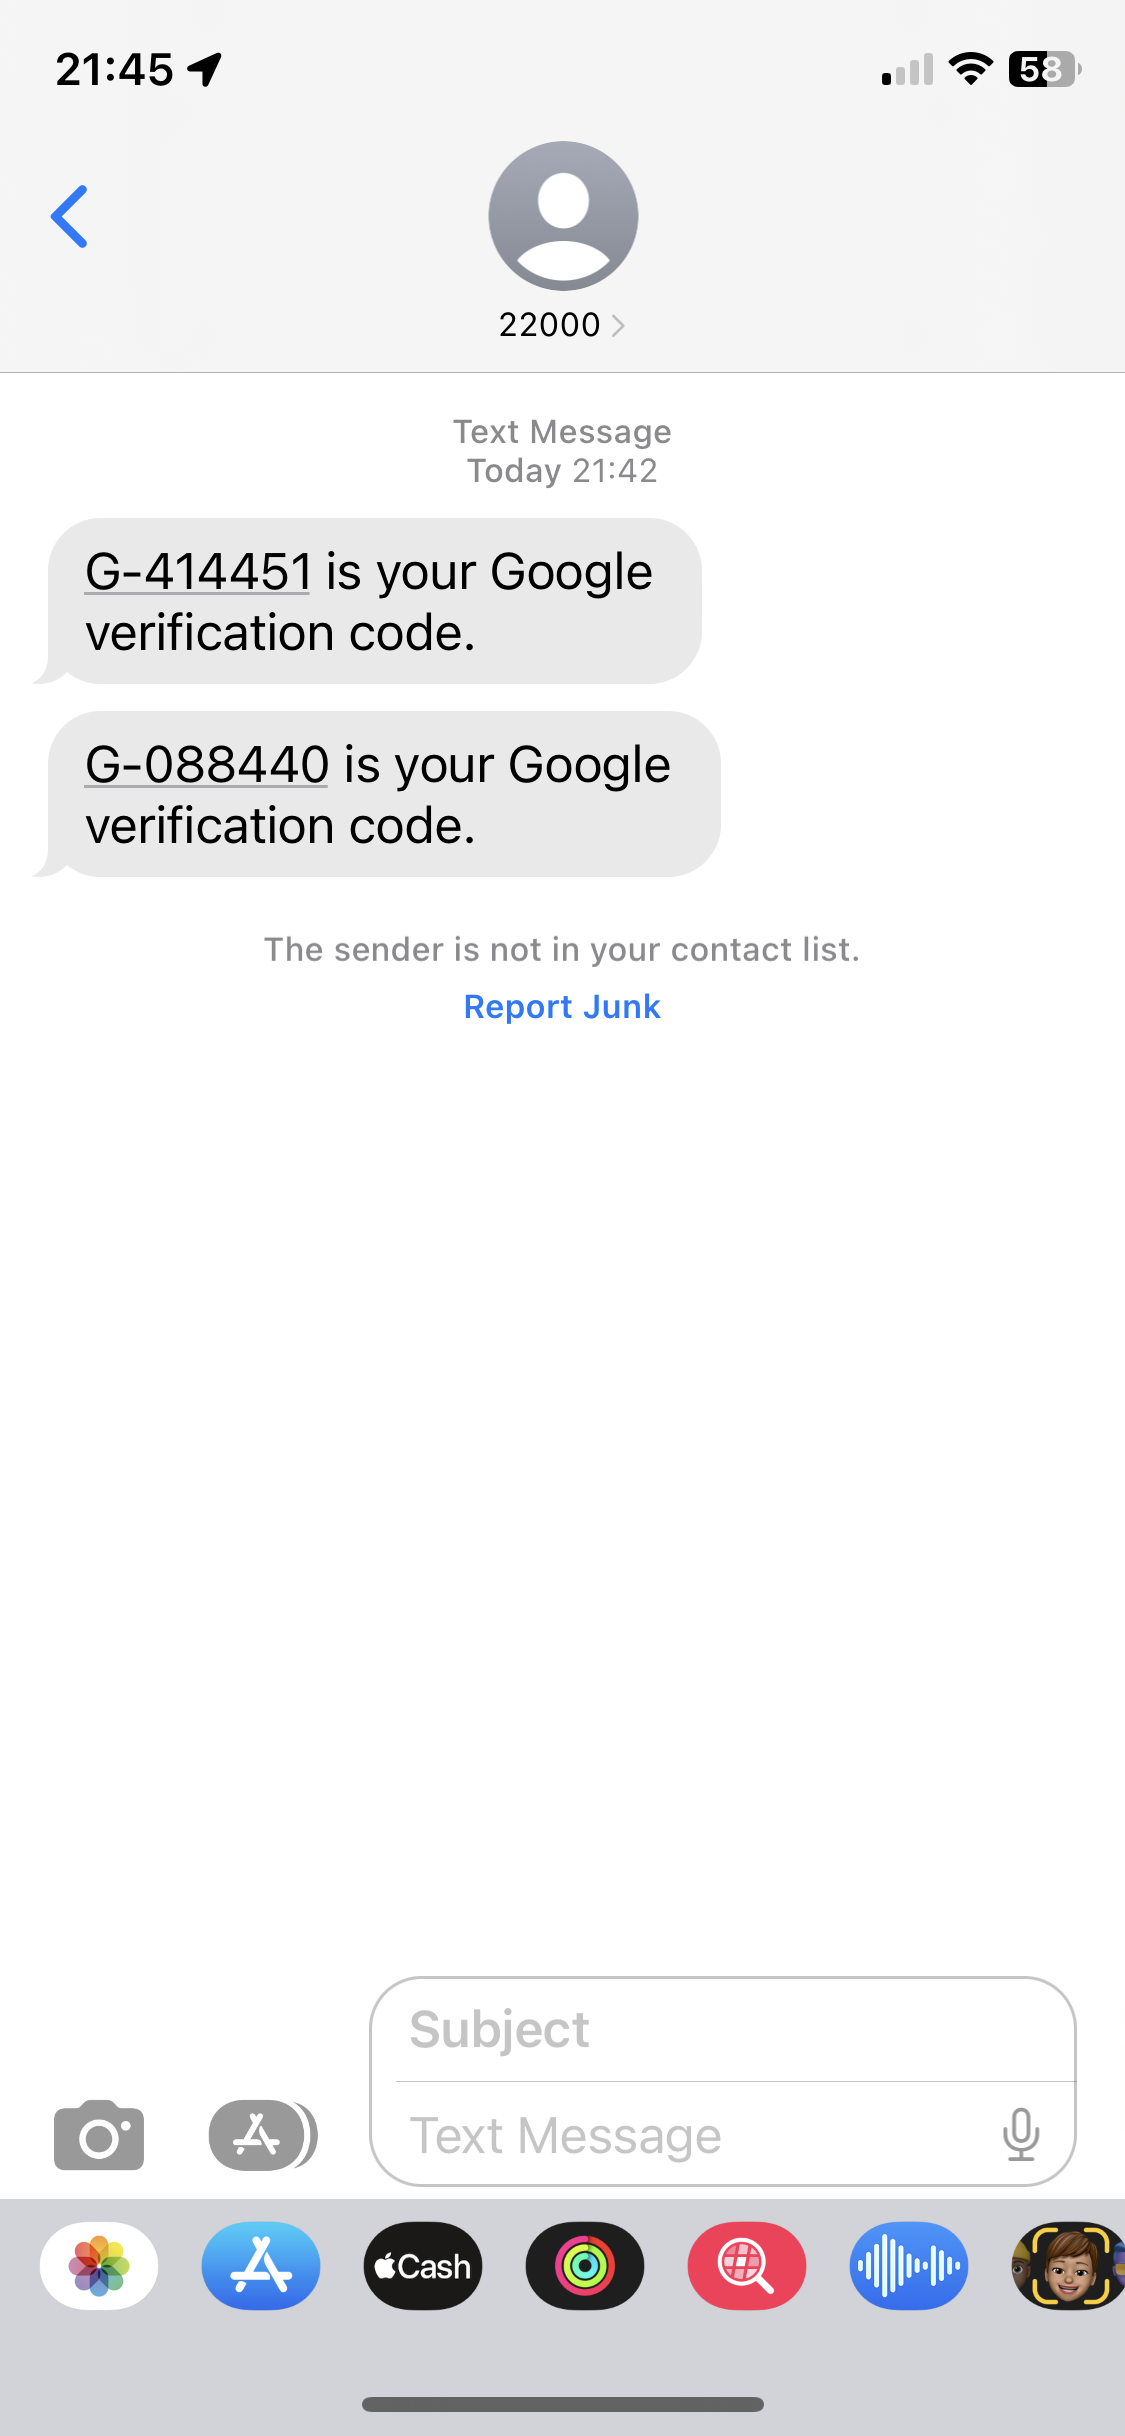 21:45
58
22000
Text Message
Today 21:42
G-414451 is your Google
verification code.
G-088440 is your Google
verification code.
The sender is not in your contact list.
Report Junk
Subject
Text Message
Cash